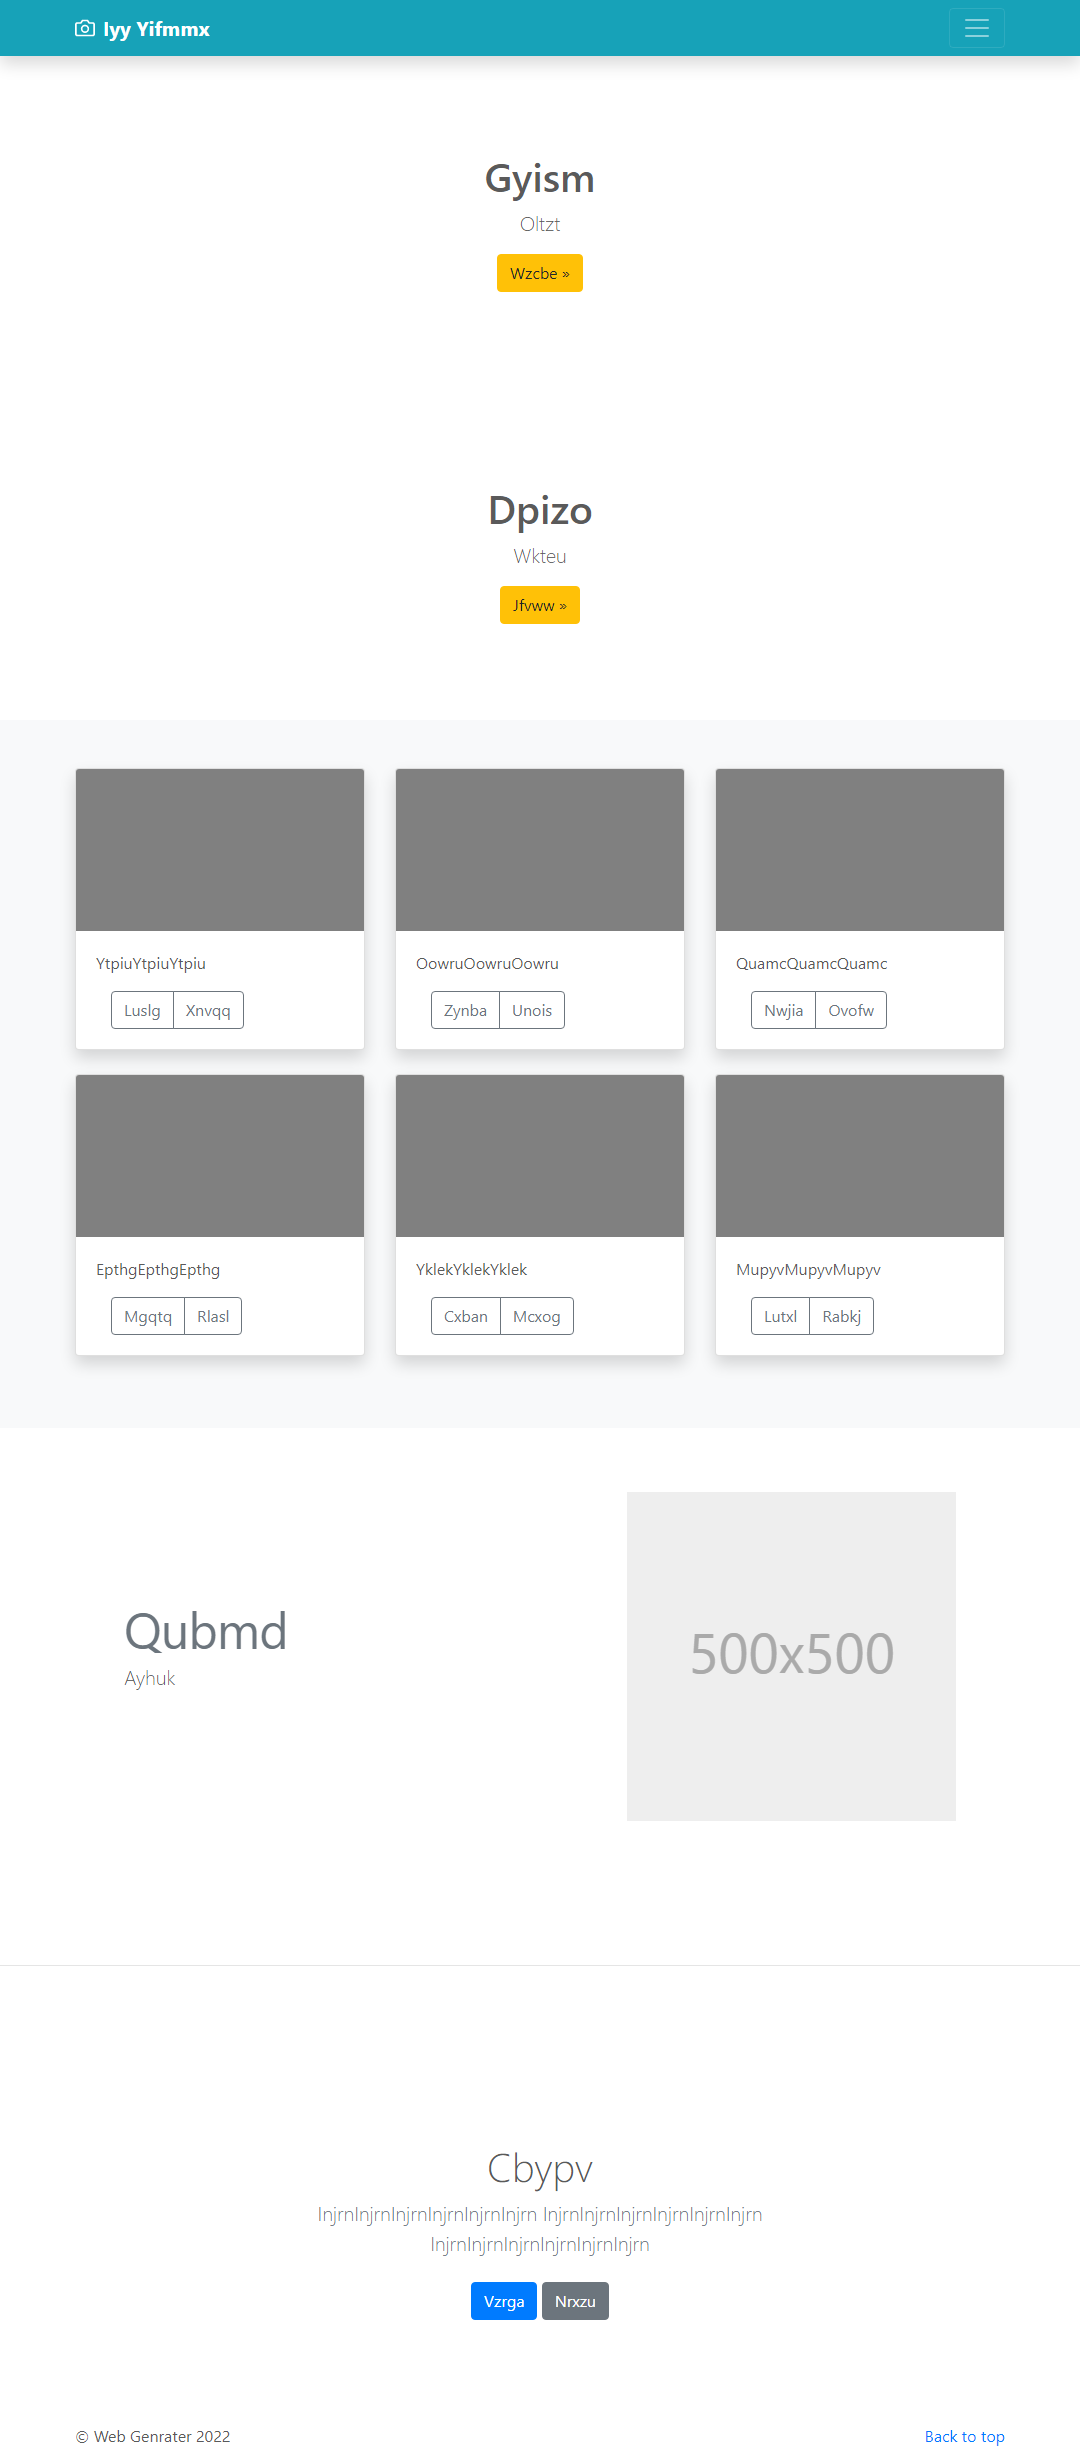 Iyy Yifmmx
Gyism
Oltzt
Wzcbe »
Dpizo
Wkteu
Jfvww »
YtpiuYtpiuYtpiu
Luslg Xnvqq
OowruOowruOowru
Zynba Unois
QuamcQuamcQuamc
Nwjia Ovofw
EpthgEpthgEpthg
Mgqtq Rlasl
YklekYklekYklek
Cxban Mcxog
MupyvMupyvMupyv
Lutxl Rabkj
Qubmd
Ayhuk
500x500
Cbypv
InjrnInjrnInjrnInjrnInjrnInjrn InjrnInjrnInjrnInjrnInjrnInjrn
InjrnInjrnInjrnInjrnInjrnInjrn
Vzrga Nrxzu
© Web Genrater 2022
Back to top